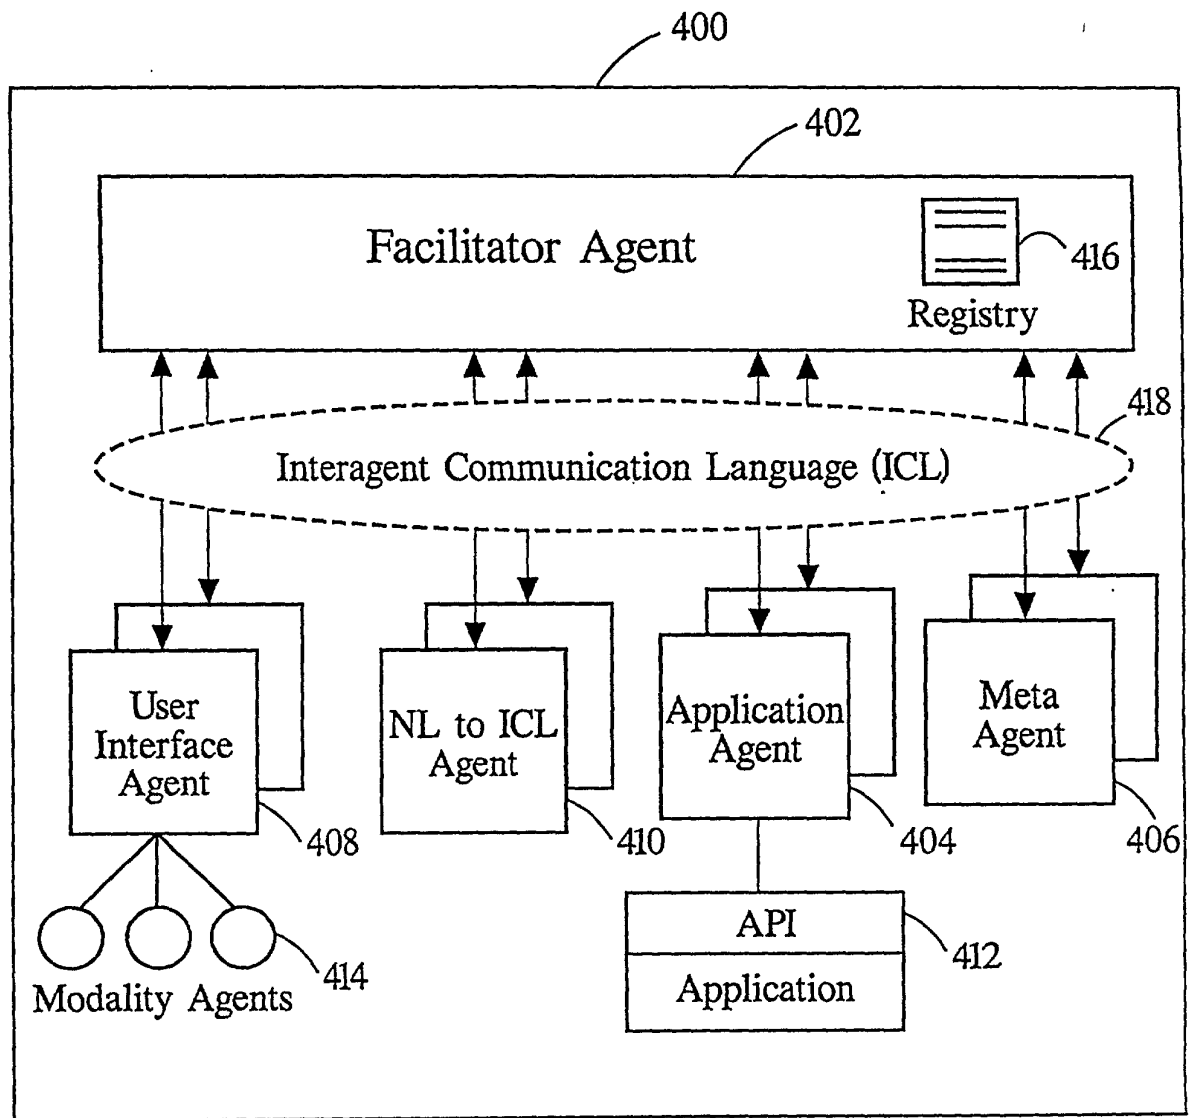 400
402
Facilitator Agent
416
Registry
418
Interagent Communication Language (ICL)
User
Interface
Agent
408
NL to ICL
Agent
410
Application
Agent
404
Meta
Agent
406
414
Modality Agents
API
412
Application